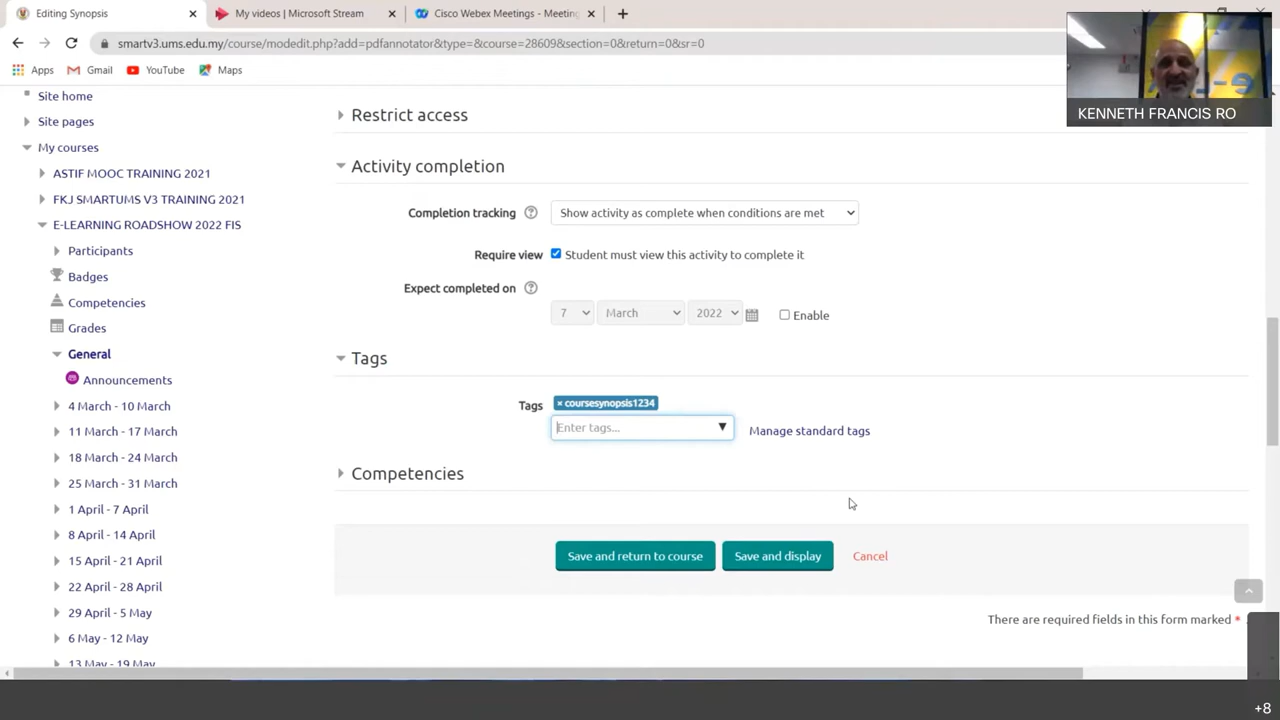 Editing Synopsis
My videos | Microsoft Stream
Cisco Webex Meetings - Meeting
smartv3.ums.edu.my/course/modedit.php?add=pdfannotator&type=&course=28609&section=0&return=0&sr=0
Apps
Gmail
YouTube
Maps
KENNETH FRANCIS RO
Site home
Site pages
My courses
ASTIF MOOC TRAINING 2021
FKJ SMARTUMS V3 TRAINING 2021
E-LEARNING ROADSHOW 2022 FIS
Participants
Badges
Competencies
Grades
General
Announcements
4 March - 10 March
11 March - 17 March
18 March - 24 March
25 March - 31 March
1 April - 7 April
8 April - 14 April
15 April - 21 April
22 April - 28 April
29 April - 5 May
6 May - 12 May
13 May - 19 May
Restrict access
Activity completion
Completion tracking
Show activity as complete when conditions are met
Require view
Student must view this activity to complete it
Expect completed on
7 March 2022 Enable
Tags
Tags
× coursesynopsis1234
Enter tags...
Manage standard tags
Competencies
Save and return to course
Save and display
Cancel
There are required fields in this form marked *
+8